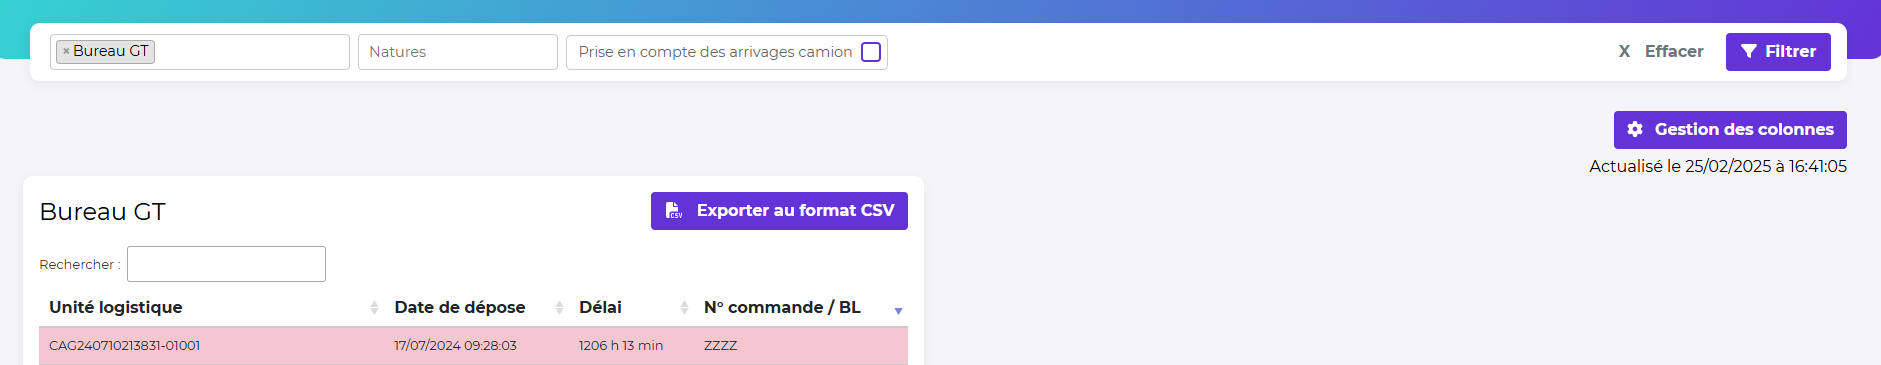 × Bureau GT
Natures
Prise en compte des arrivages camion
X Effacer
Filtrer
Gestion des colonnes
Actualisé le 25/02/2025 à 16:41:05
Bureau GT
CSV Exporter au format CSV
Rechercher :
Unité logistique Date de dépose Délai N° commande / BL
CAG240710213831-01001 17/07/2024 09:28:03 1206 h 13 min ZZZZ